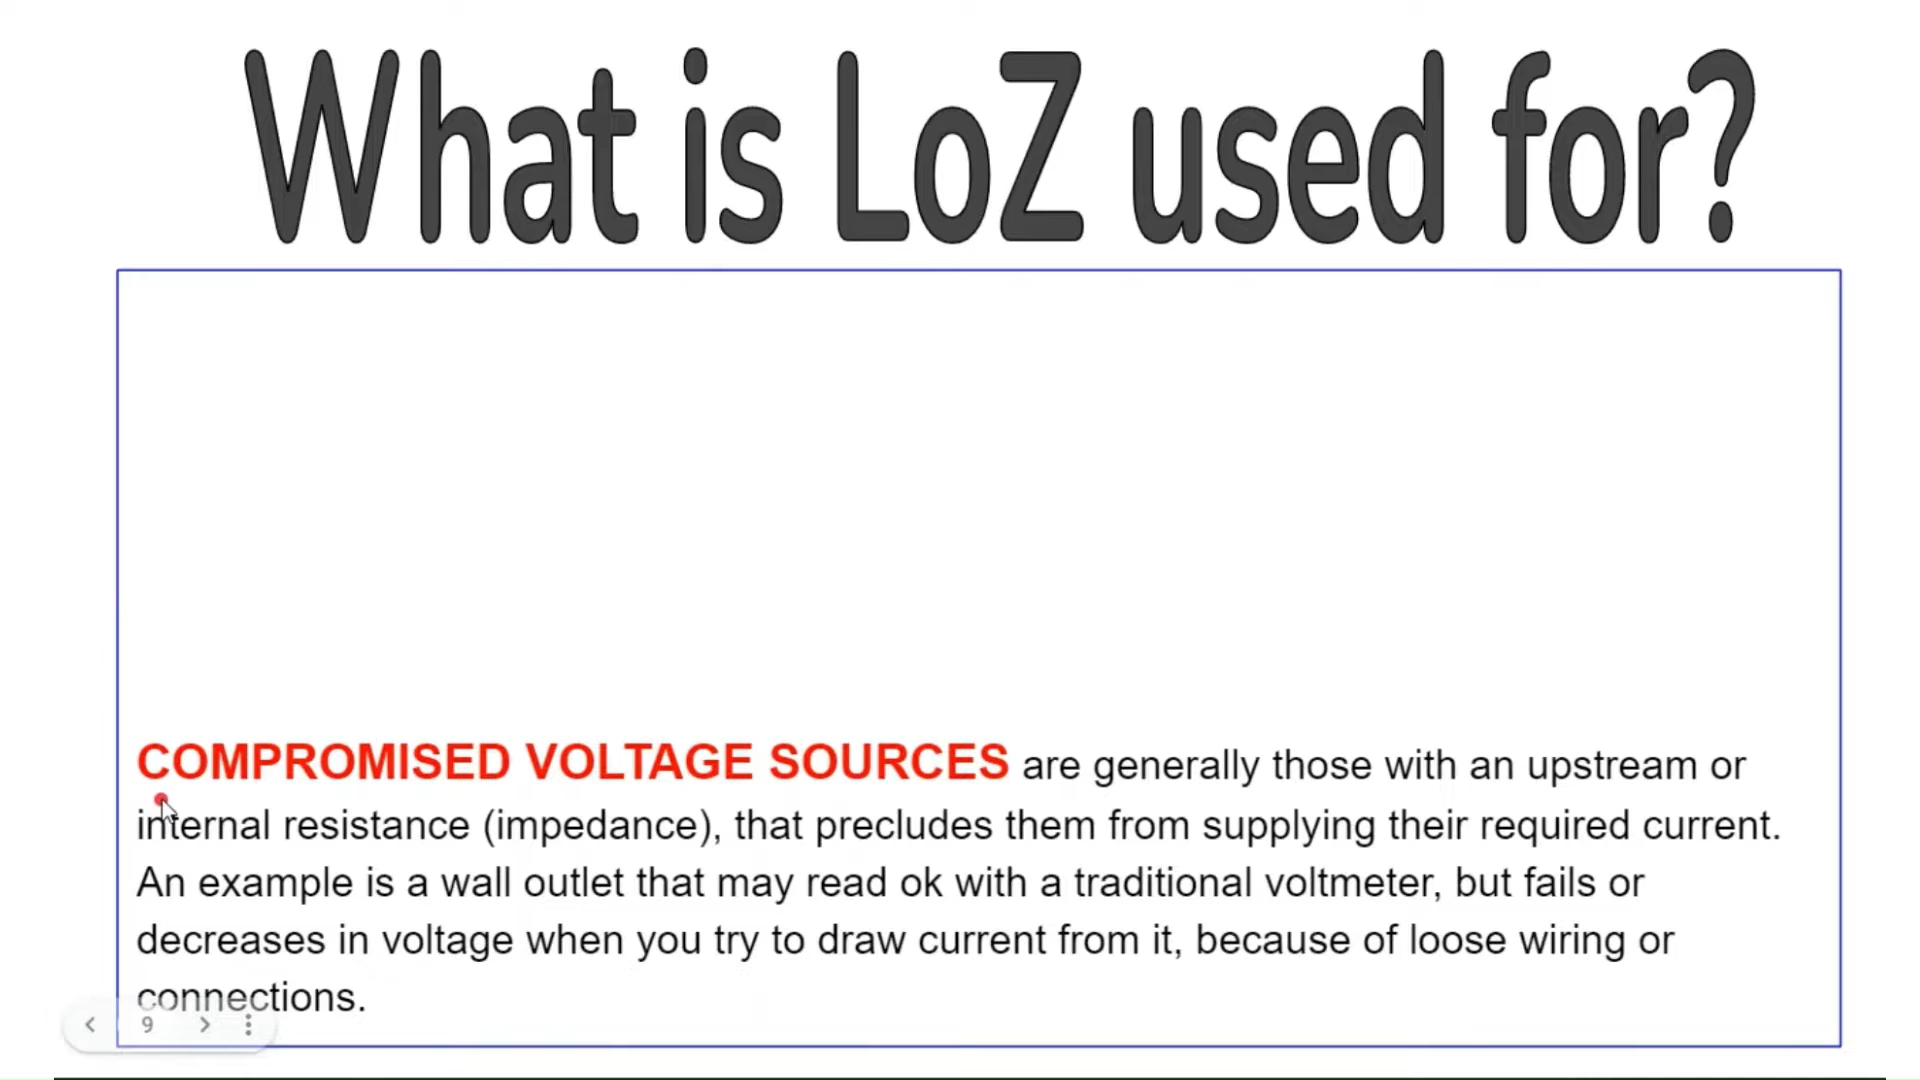 What is LoZ used for?
COMPROMISED VOLTAGE SOURCES are generally those with an upstream or
internal resistance (impedance), that precludes them from supplying their required current.
An example is a wall outlet that may read ok with a traditional voltmeter, but fails or
decreases in voltage when you try to draw current from it, because of loose wiring or
connections.
9